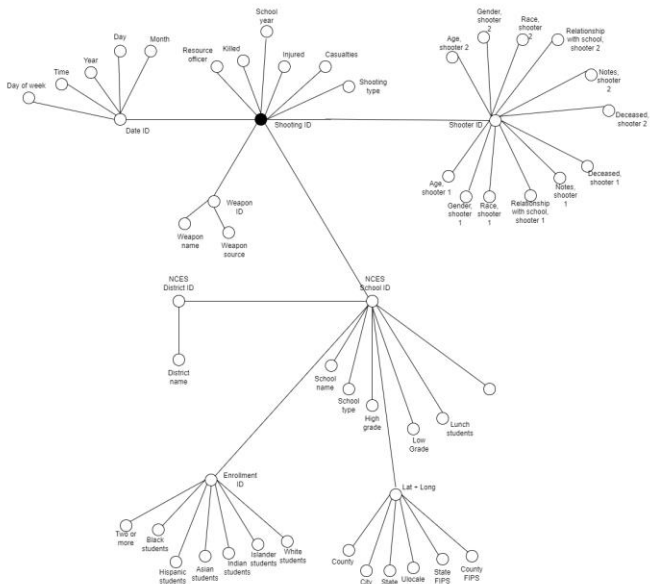 School
year
Day
Month
Year
Time
Day of week
Date ID
Resource
officer
Killed
Injured
Casualties
Shooting
type
Shooting ID
Gender,
shooter
2
Race,
shooter
2
Age,
shooter 2
Relationship
with school,
shooter 2
Notes,
shooter
2
Deceased,
shooter 2
Shooter ID
Deceased,
shooter 1
Age,
shooter 1
Gender,
shooter 1
Race,
shooter 1
Relationship
with school,
shooter 1
Notes,
shooter
1
Weapon
ID
Weapon
name
Weapon
source
NCES
District ID
NCES
School ID
District
name
School
name
School
type
High
grade
Low
Grade
Lunch
students
Enrollment
ID
Lat + Long
Two or
more
Black
students
Hispanic
students
Asian
students
Indian
students
Islander
students
White
students
County
City
State
Ulocale
State
FIPS
County
FIPS